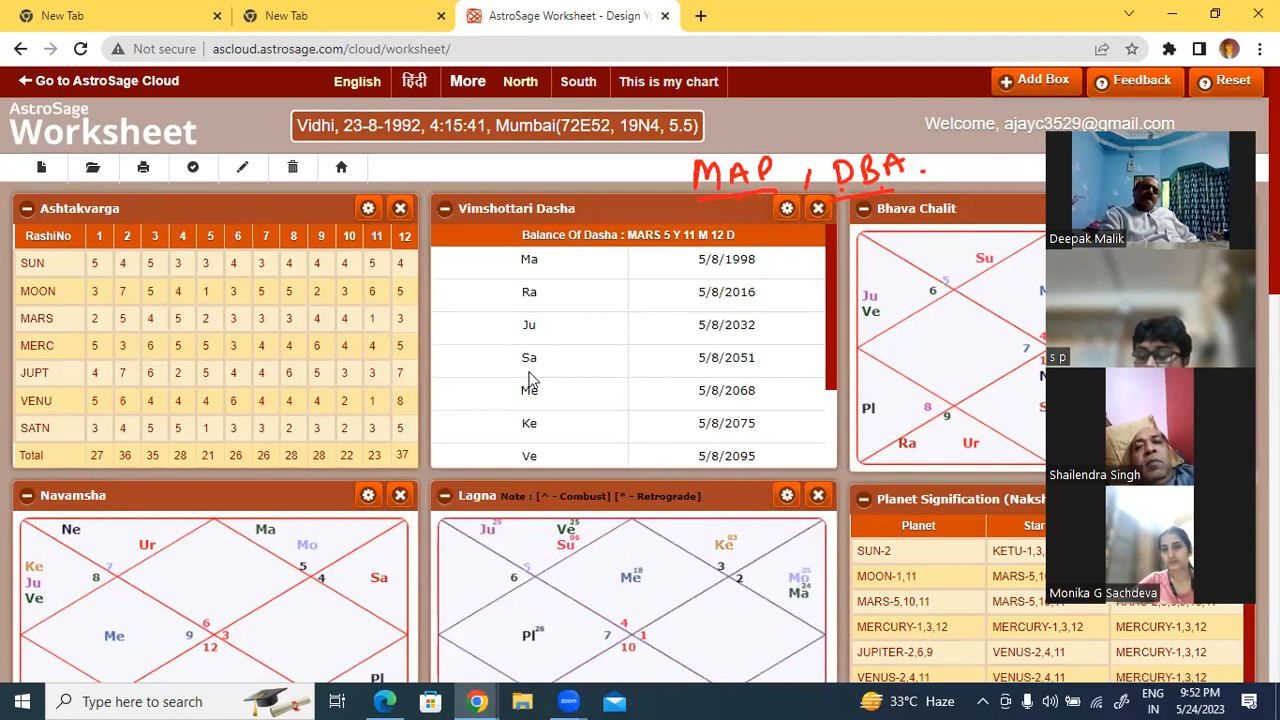 New Tab
New Tab
AstroSage Worksheet - Design Yo
Not secure ascloud.astrosage.com/cloud/worksheet/
Go to AstroSage Cloud English हिंदी More North South This is my chart Add Box Feedback Reset
AstroSage
Worksheet
Vidhi, 23-8-1992, 4:15:41, Mumbai(72E52, 19N4, 5.5)
Welcome, ajayc3529@gmail.com
MAP , DBA.
Ashtakvarga
RashiNo 1 2 3 4 5 6 7 8 9 10 11 12
SUN 5 4 5 3 3 4 3 4 4 4 5 4
MOON 3 7 5 4 1 3 5 5 2 3 6 5
MARS 2 5 4 5 2 3 3 3 4 4 1 3
MERC 5 3 6 5 5 3 4 4 6 4 4 5
JUPT 4 7 6 2 5 4 4 6 5 3 3 7
VENU 5 6 4 4 4 6 4 4 4 2 1 8
SATN 3 4 5 5 1 3 3 2 3 2 3 5
Total 27 36 35 28 21 26 26 28 28 22 23 37
Vimshottari Dasha
Balance Of Dasha : MARS 5 Y 11 M 12 D
Ma 5/8/1998
Ra 5/8/2016
Ju 5/8/2032
Sa 5/8/2051
Me 5/8/2068
Ke 5/8/2075
Ve 5/8/2095
Bhava Chalit
Su
5
6
Ju
Ve
4
7
Pl
8
9
Ra
Ur
Deepak Malik
s p
Shailendra Singh
Monika G Sachdeva
Navamsha
Ne
Ur
Ma
Mo
7
5
Ke
Ju
Ve
8
4
Sa
6
Me
9
3
12
Pl
Lagna Note : [^ - Combust] [* - Retrograde]
Ju 25
Ve 25
Su 06
Ke 03
5
6
Me 18
3
2
Mo 25
Ma 24
4
Pl 26
7
1
10
Planet Signification (Naksh
Planet Star
SUN-2 KETU-1,3,
MOON-1,11 MARS-5,10
MARS-5,10,11 MARS-5,10
MERCURY-1,3,12 MERCURY-1,3,12 MERCURY-1,3,12
JUPITER-2,6,9 VENUS-2,4,11 MERCURY-1,3,12
VENUS-2,4,11 VENUS-2,4,11 MERCURY-1,3,12
Type here to search
33°C Haze
ENG
IN
9:52 PM
5/24/2023